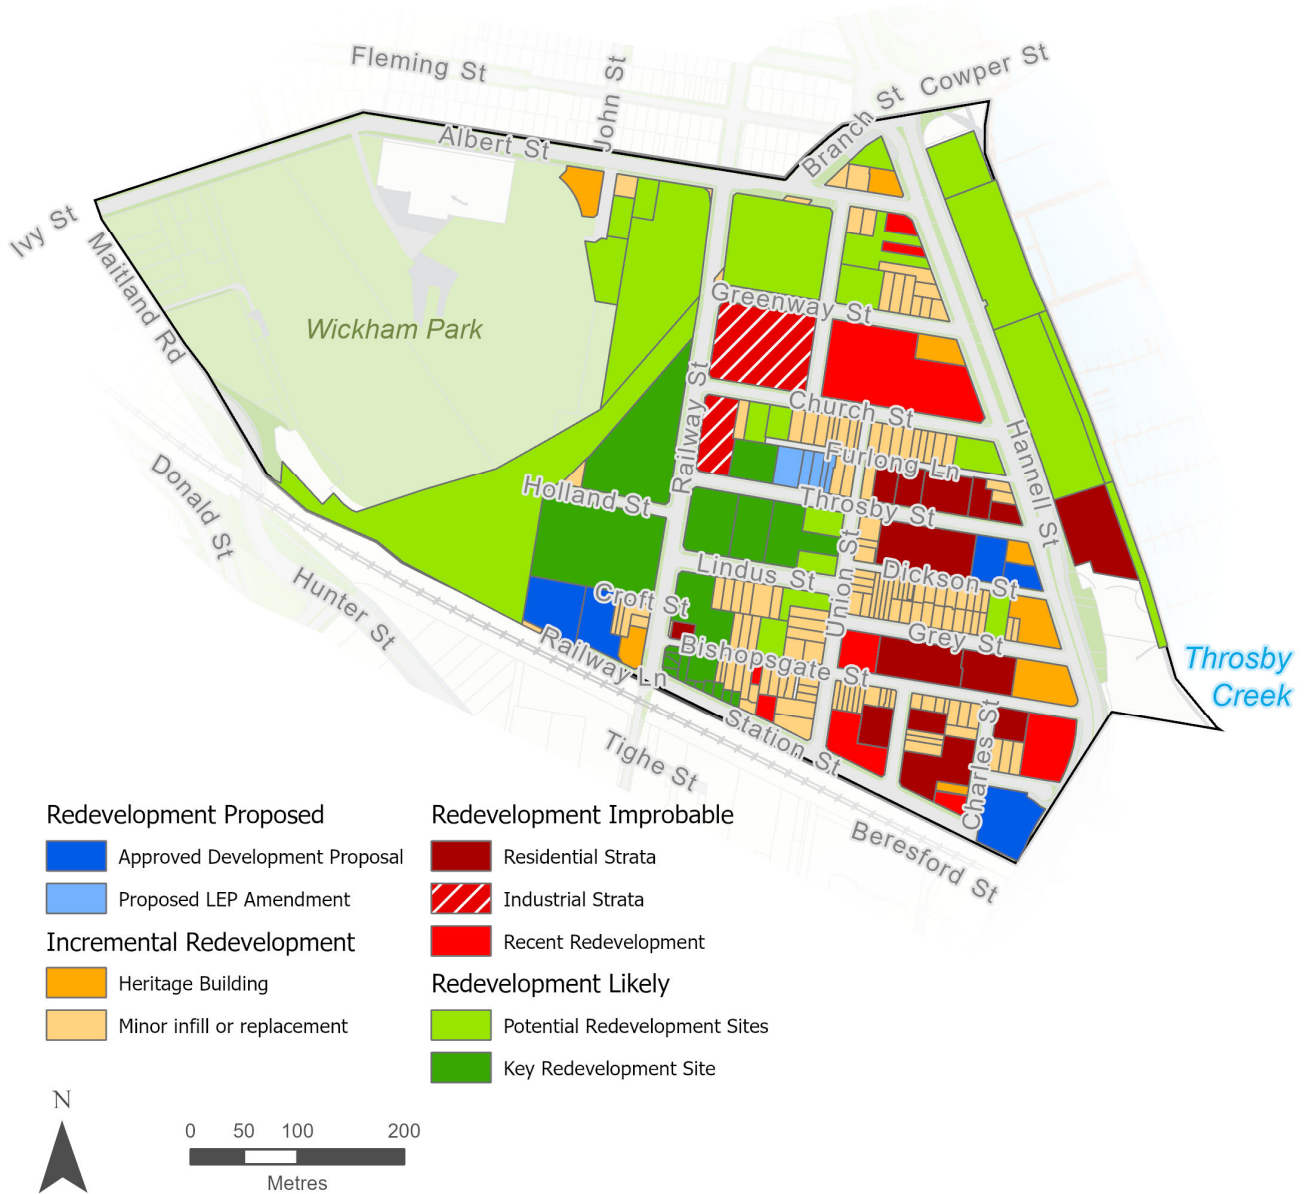 Fleming St
John St
Cowper St
Branch St
Albert St
Ivy St
Maitland Rd
Wickham Park
Greenway St
Railway St
Church St
Hannell St
Furlong Ln
Donald St
Holland St
Throsby St
Union St
Lindus St
Dickson St
Hunter St
Croft St
Grey St
Railway Ln
Bishopsgate St
Throsby
Creek
Charles St
Station St
Tighe St
Beresford St
Redevelopment Proposed
Approved Development Proposal
Proposed LEP Amendment
Incremental Redevelopment
Heritage Building
Minor infill or replacement
Redevelopment Improbable
Residential Strata
Industrial Strata
Recent Redevelopment
Redevelopment Likely
Potential Redevelopment Sites
Key Redevelopment Site
N
0 50 100 200
Metres